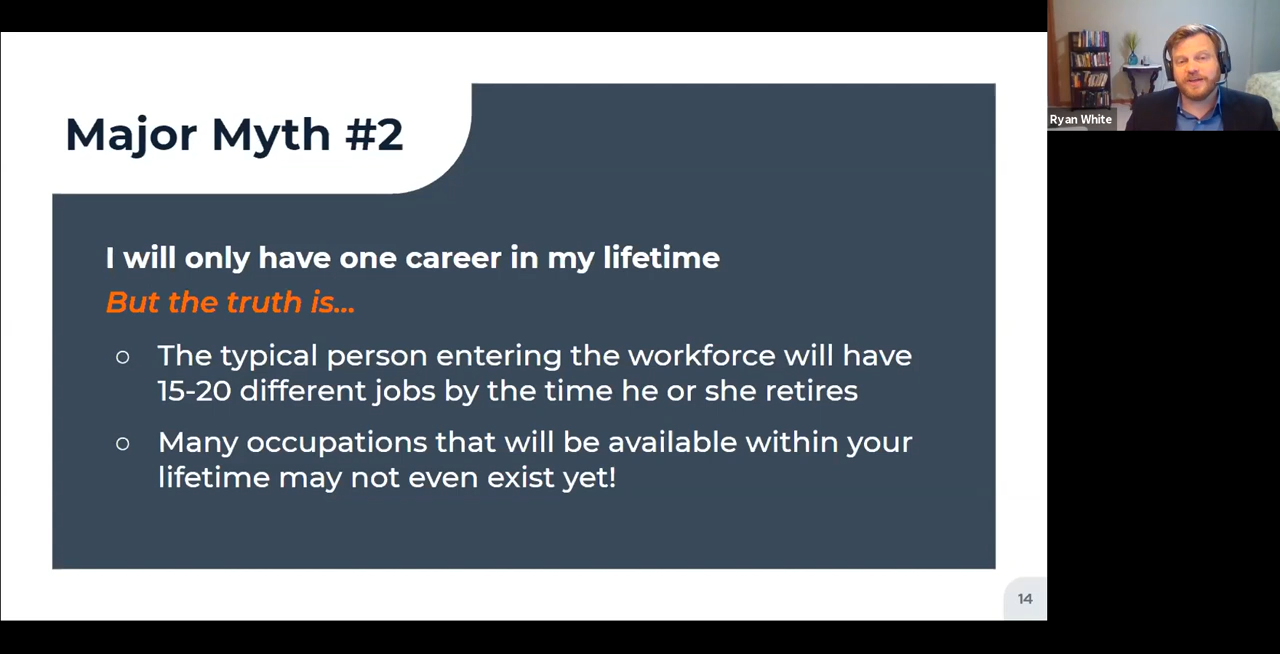 Major Myth #2
I will only have one career in my lifetime
But the truth is...
○ The typical person entering the workforce will have
15-20 different jobs by the time he or she retires
○ Many occupations that will be available within your
lifetime may not even exist yet!
14
Ryan White